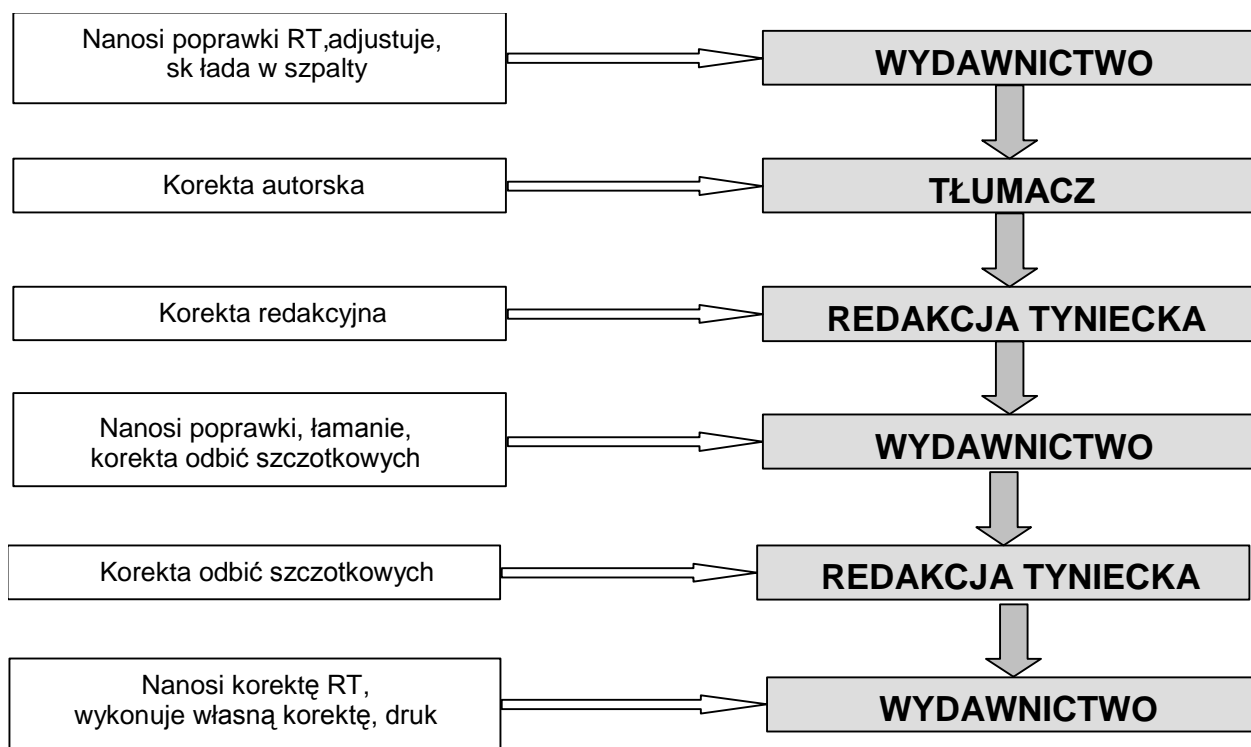 Nanosi poprawki RT,adjustuje,
sk łada w szpalty
WYDAWNICTWO
Korekta autorska
TŁUMACZ
Korekta redakcyjna
REDAKCJA TYNIECKA
Nanosi poprawki, łamanie,
korekta odbić szczotkowych
WYDAWNICTWO
Korekta odbić szczotkowych
REDAKCJA TYNIECKA
Nanosi korektę RT,
wykonuje własną korektę, druk
WYDAWNICTWO